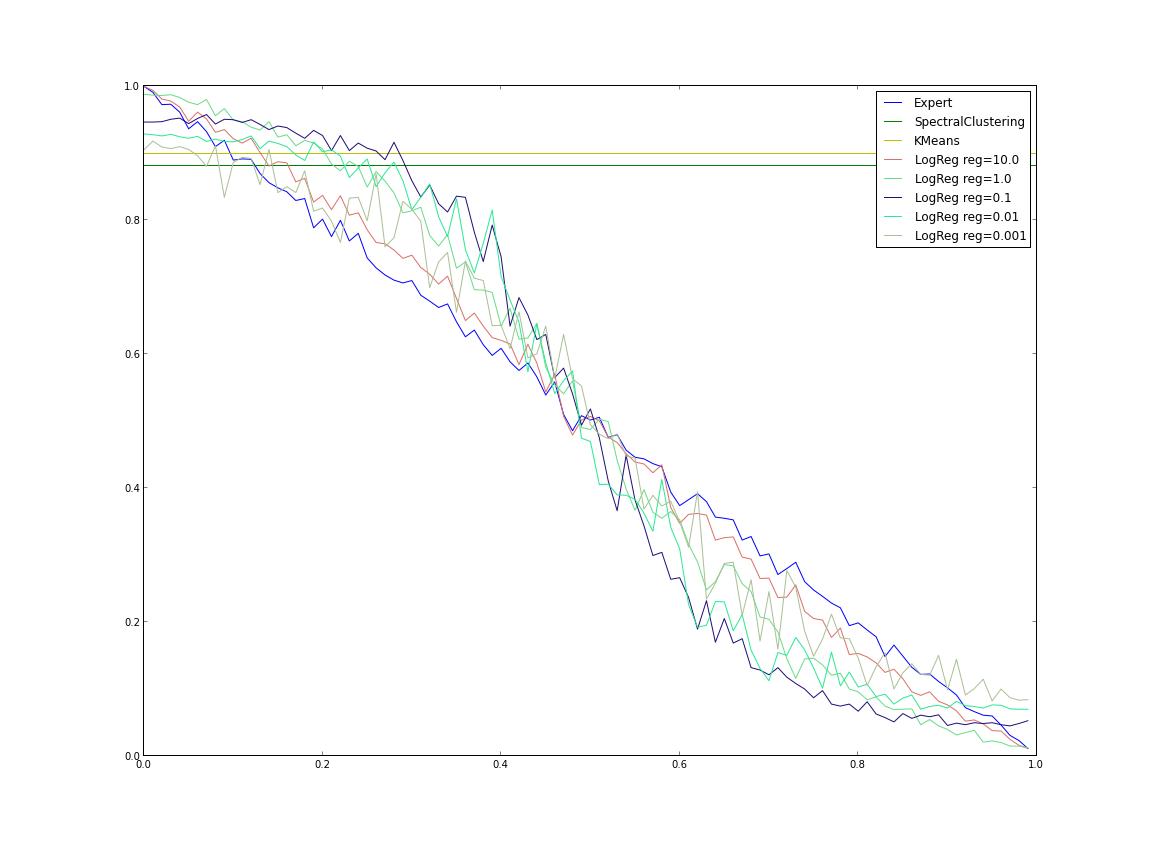 1.0
0.8
0.6
0.4
0.2
0.0
0.0 0.2 0.4 0.6 0.8 1.0
Expert
SpectralClustering
KMeans
LogReg reg=10.0
LogReg reg=1.0
LogReg reg=0.1
LogReg reg=0.01
LogReg reg=0.001